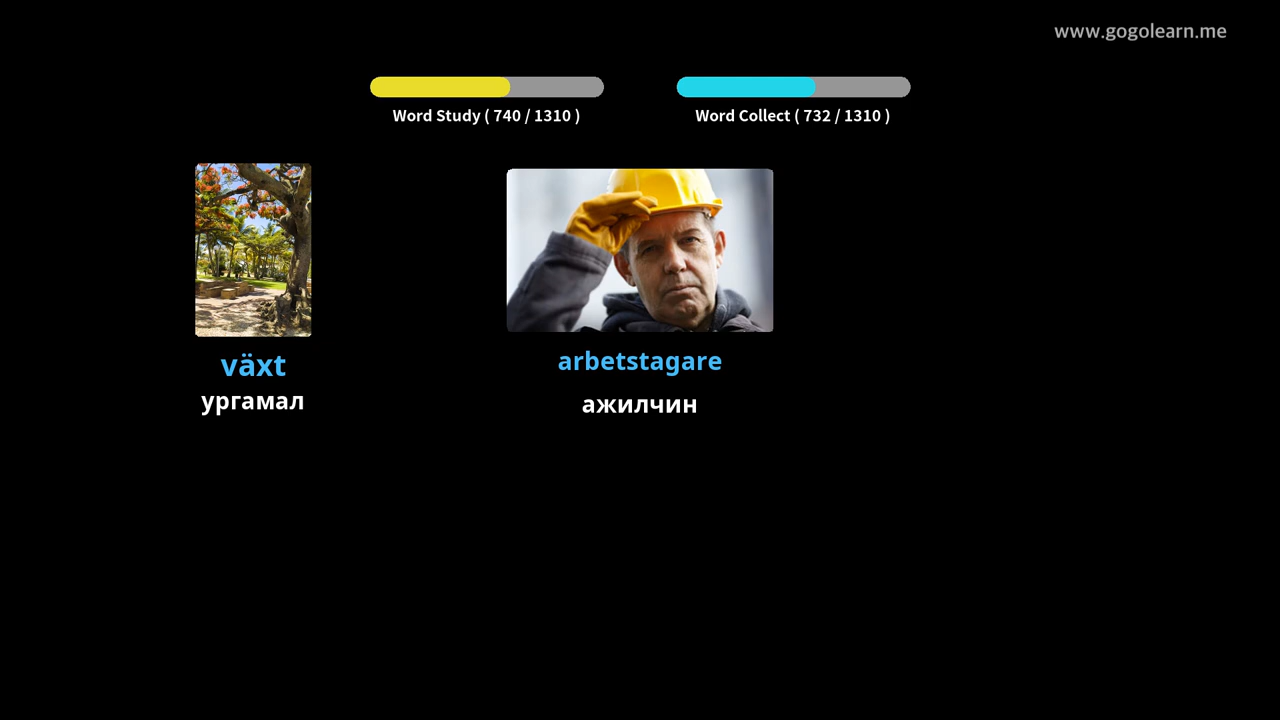 www.gogolearn.me
Word Study ( 740 / 1310 )
Word Collect ( 732 / 1310 )
växt
ургамал
arbetstagare
ажилчин